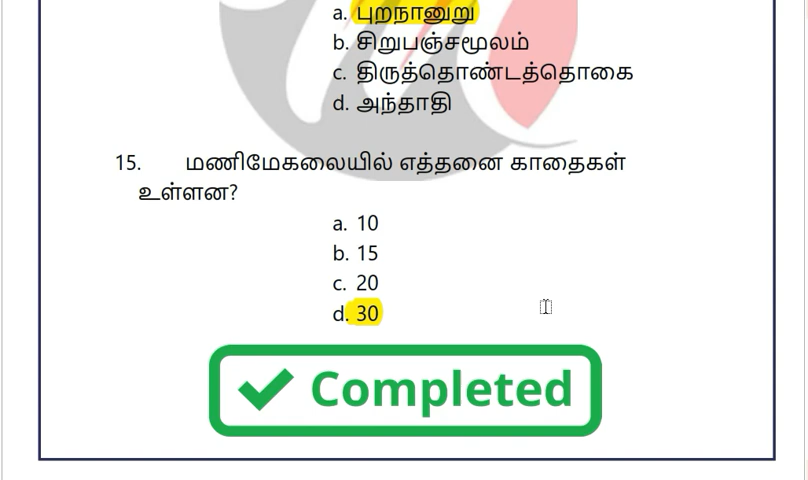 a. புறநானுறு
b. சிறுபஞ்சமூலம்
c. திருத்தொண்டத்தொகை
d. அந்தாதி
15. மணிமேகலையில் எத்தனை காதைகள்
உள்ளன?
a. 10
b. 15
c. 20
d. 30
Completed